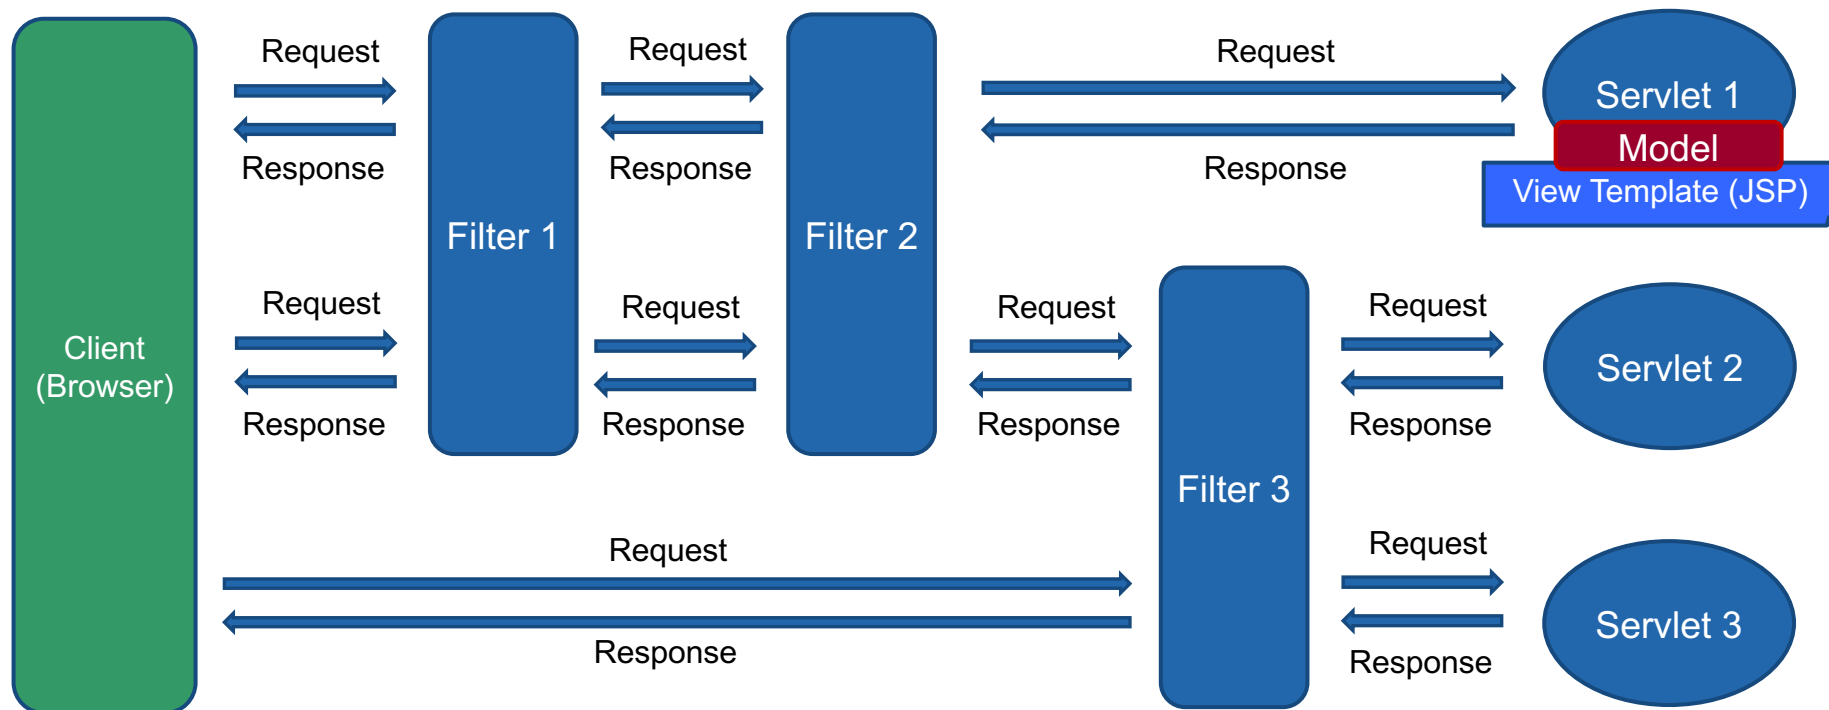 Request
Request
Request
Servlet 1
Model
Response
Response
Response
View Template (JSP)
Filter 1
Filter 2
Request
Request
Request
Request
Client
(Browser)
Servlet 2
Response
Response
Response
Response
Filter 3
Request
Request
Servlet 3
Response
Response